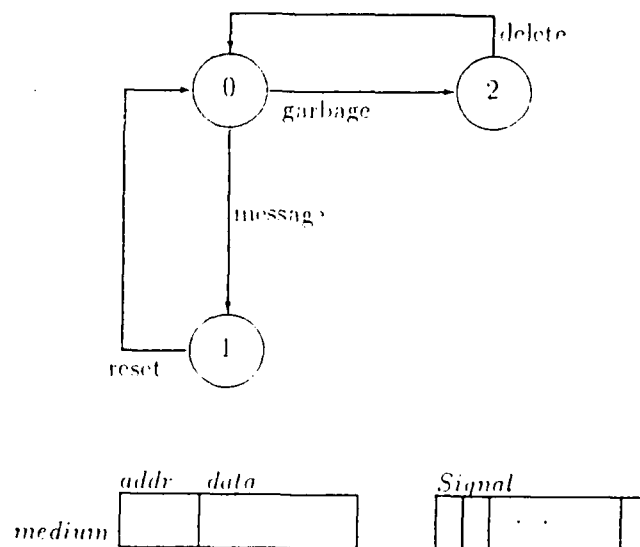 delete
0
2
garbage
message
1
reset
addr data Signal
medium . .